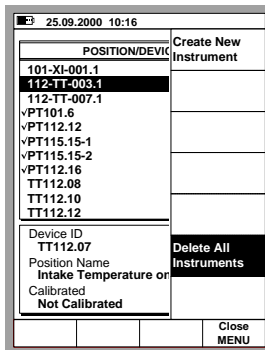 25.09.2000 10:16
POSITION/DEVIC
101-XI-001.1
112-TT-003.1
112-TT-007.1
√PT101.6
√PT112.12
√PT115.15-1
√PT115.15-2
√PT112.16
TT112.08
TT112.10
TT112.12
Device ID
TT112.07
Position Name
Intake Temperature on
Calibrated
Not Calibrated
Create New
Instrument
Delete All
Instruments
Close
MENU